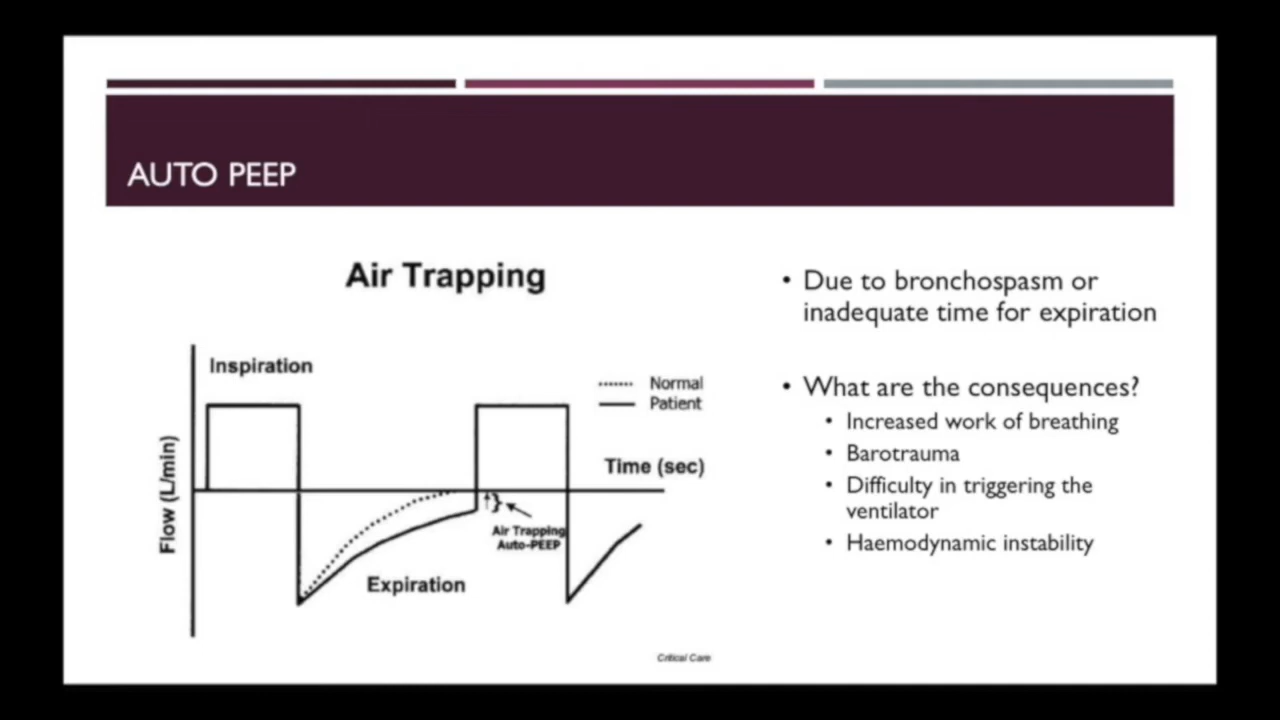 AUTO PEEP
Air Trapping
Inspiration
Normal
Patient
Time (sec)
Flow (L/min)
Air Trapping
Auto-PEEP
Expiration
Critical Care
• Due to bronchospasm or
inadequate time for expiration
• What are the consequences?
• Increased work of breathing
• Barotrauma
• Difficulty in triggering the
ventilator
• Haemodynamic instability